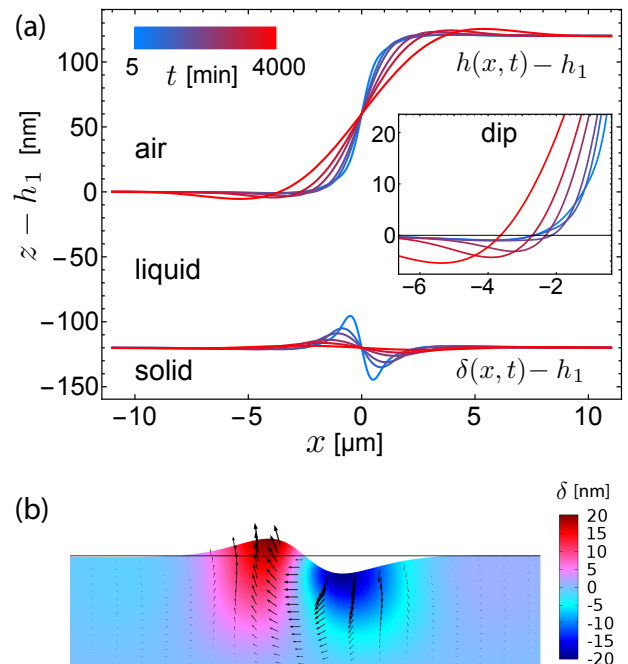 (a)
5 t [min] 4000
h(x, t) − h₁
air
liquid
solid
δ(x, t) − h₁
z − h₁ [nm]
100
50
0
−50
−100
−150
dip
20
10
0
−6 −4 −2
−10 −5 0 5 10
x [µm]
(b)
δ [nm]
20
15
10
5
0
-5
-10
-15
-20